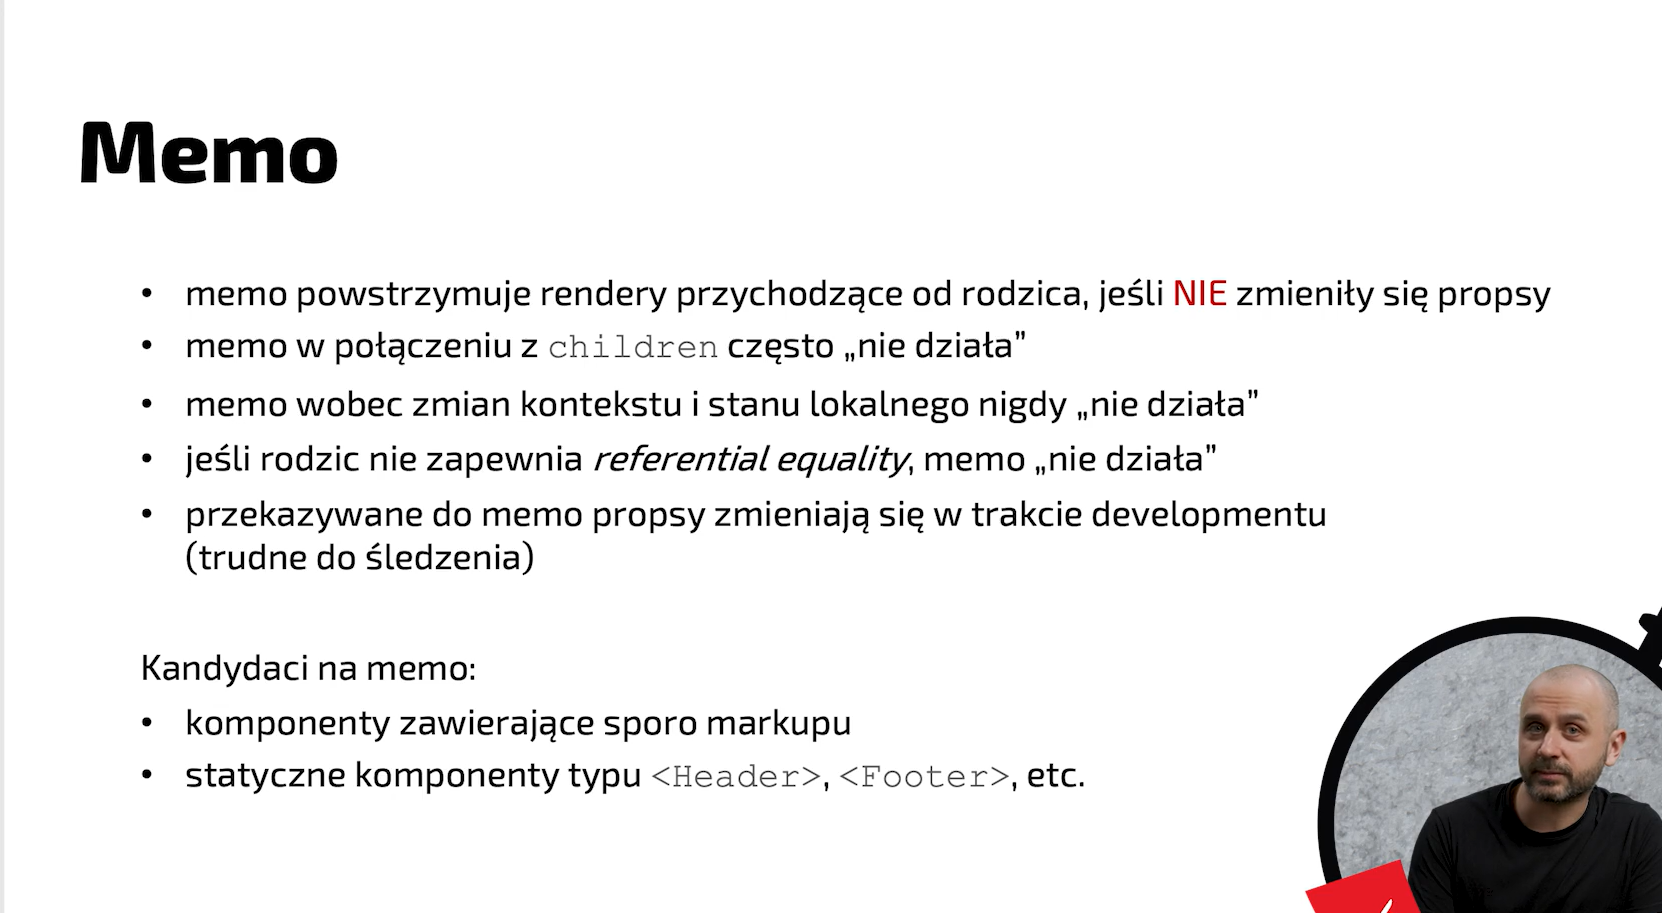 Memo
• memo powstrzymuje rendery przychodzące od rodzica, jeśli NIE zmieniły się propsy
• memo w połączeniu z children często „nie działa”
• memo wobec zmian kontekstu i stanu lokalnego nigdy „nie działa”
• jeśli rodzic nie zapewnia referential equality, memo „nie działa”
• przekazywane do memo propsy zmieniają się w trakcie developmentu
(trudne do śledzenia)
Kandydaci na memo:
• komponenty zawierające sporo markupu
• statyczne komponenty typu <Header>, <Footer>, etc.